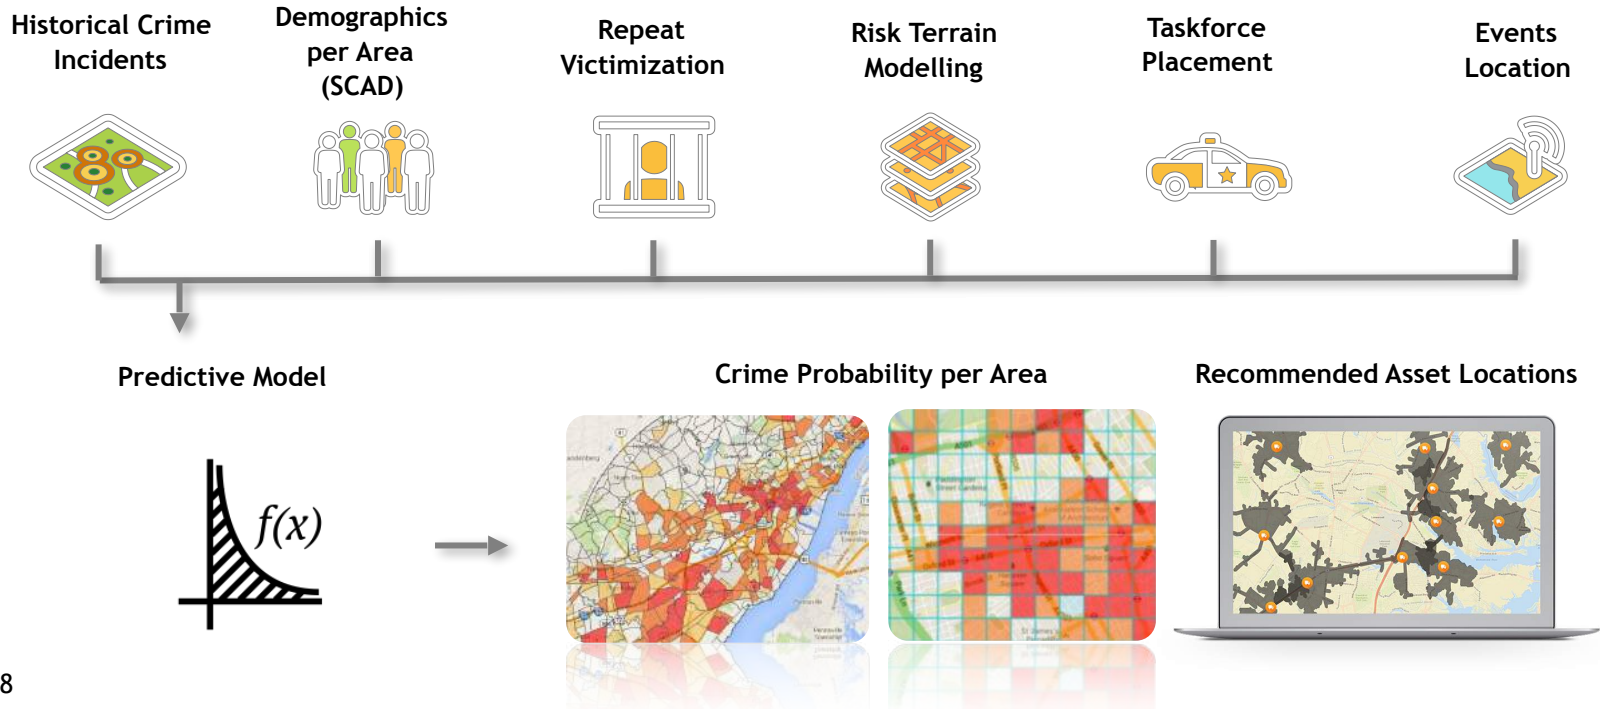 Historical Crime
Incidents
Demographics
per Area
(SCAD)
Repeat
Victimization
Risk Terrain
Modelling
Taskforce
Placement
Events
Location
Predictive Model
Crime Probability per Area
Recommended Asset Locations
f(x)
8